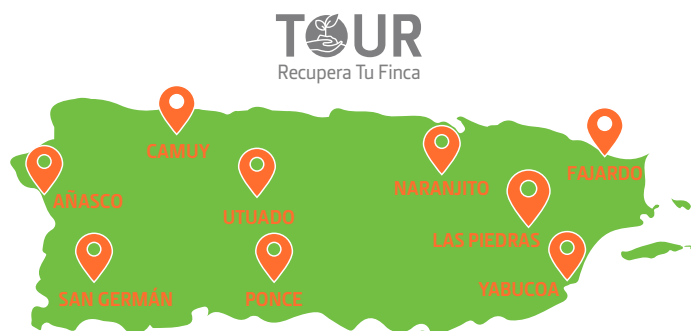 TOUR
Recupera Tu Finca
CAMUY
FAJARDO
AÑASCO
UTUADO
NARANJITO
LAS PIEDRAS
SAN GERMÁN
PONCE
YABUCOA